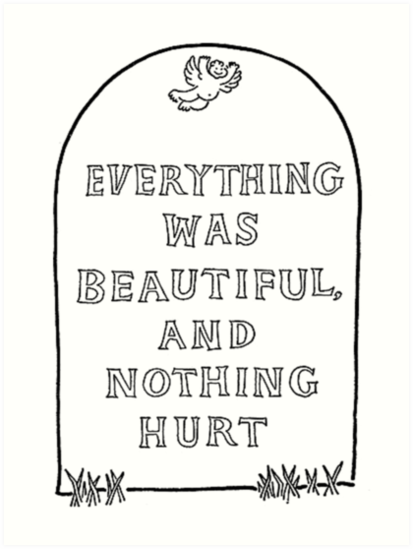 EVERYTHING
WAS
BEAUTIFUL,
AND
NOTHING
HURT